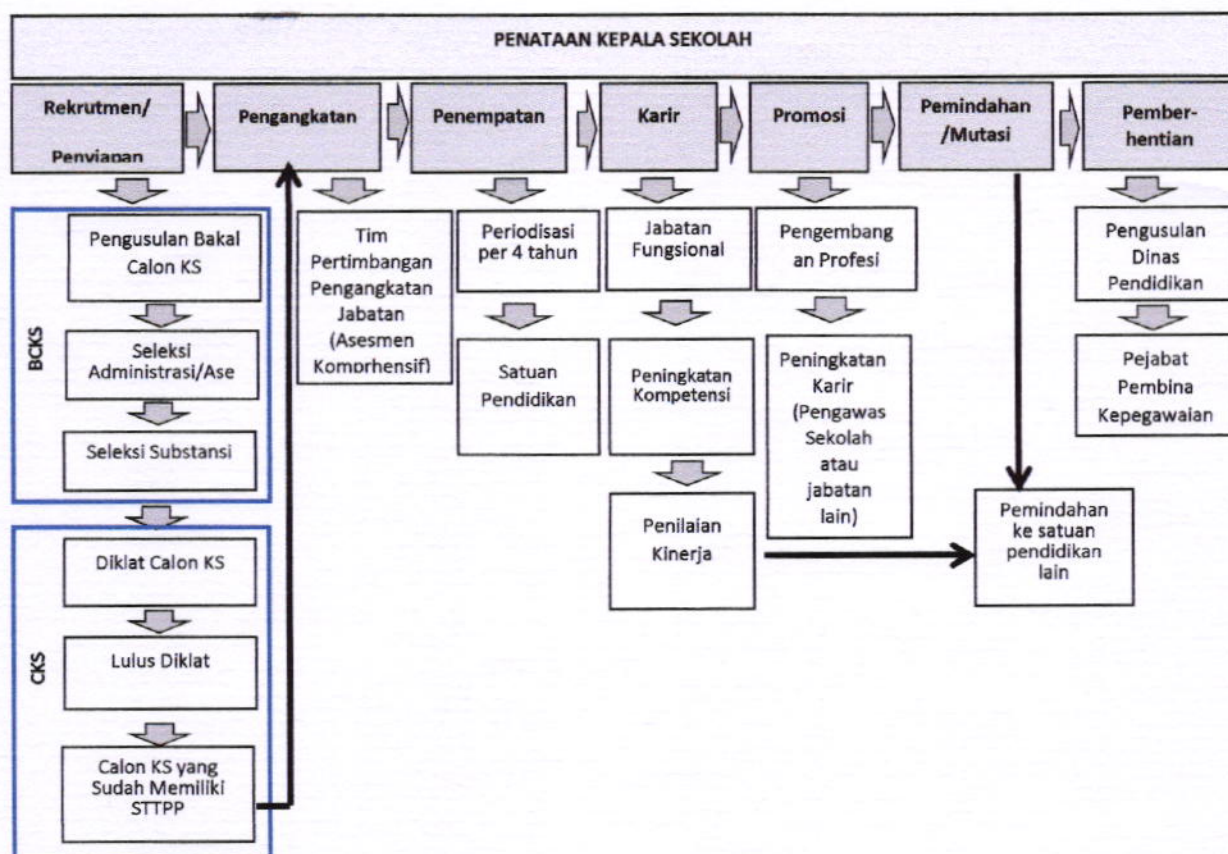 PENATAAN KEPALA SEKOLAH
Rekrutmen/
Penyiapan
Pengangkatan
Penempatan
Karir
Promosi
Pemindahan
/Mutasi
Pember-
hentian
BCKS
Pengusulan Bakal
Calon KS
Seleksi
Administrasi/Ase
Seleksi Substansi
CKS
Diklat Calon KS
Lulus Diklat
Calon KS yang
Sudah Memiliki
STTPP
Tim
Pertimbangan
Pengangkatan
Jabatan
(Asesmen
Komprhensif)
Periodisasi
per 4 tahun
Satuan
Pendidikan
Jabatan
Fungsional
Peningkatan
Kompetensi
Penilaian
Kinerja
Pengembang
an Profesi
Peningkatan
Karir
(Pengawas
Sekolah
atau
jabatan
lain)
Pemindahan
ke satuan
pendidikan
lain
Pengusulan
Dinas
Pendidikan
Pejabat
Pembina
Kepegawaian